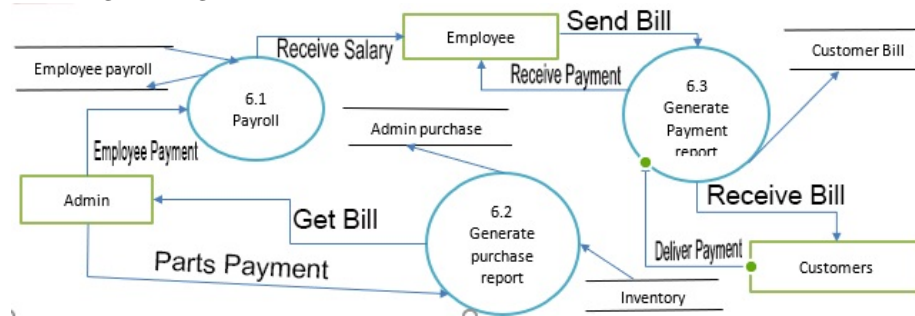 Send Bill
Employee
Receive Salary
Customer Bill
Employee payroll
Receive Payment
6.1
Payroll
6.3
Generate
Payment
report
Admin purchase
Employee Payment
Admin
Get Bill
6.2
Generate
purchase
report
Receive Bill
Deliver Payment
Customers
Parts Payment
Inventory